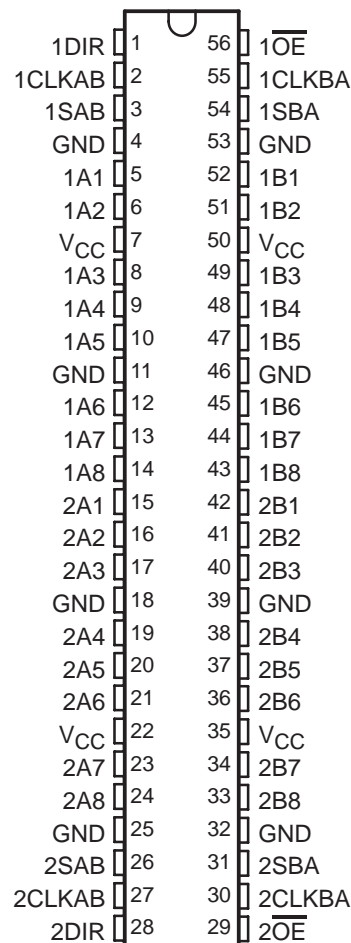 1DIR 1 56 1O̅E̅
1CLKAB 2 55 1CLKBA
1SAB 3 54 1SBA
GND 4 53 GND
1A1 5 52 1B1
1A2 6 51 1B2
VCC 7 50 VCC
1A3 8 49 1B3
1A4 9 48 1B4
1A5 10 47 1B5
GND 11 46 GND
1A6 12 45 1B6
1A7 13 44 1B7
1A8 14 43 1B8
2A1 15 42 2B1
2A2 16 41 2B2
2A3 17 40 2B3
GND 18 39 GND
2A4 19 38 2B4
2A5 20 37 2B5
2A6 21 36 2B6
VCC 22 35 VCC
2A7 23 34 2B7
2A8 24 33 2B8
GND 25 32 GND
2SAB 26 31 2SBA
2CLKAB 27 30 2CLKBA
2DIR 28 29 2O̅E̅